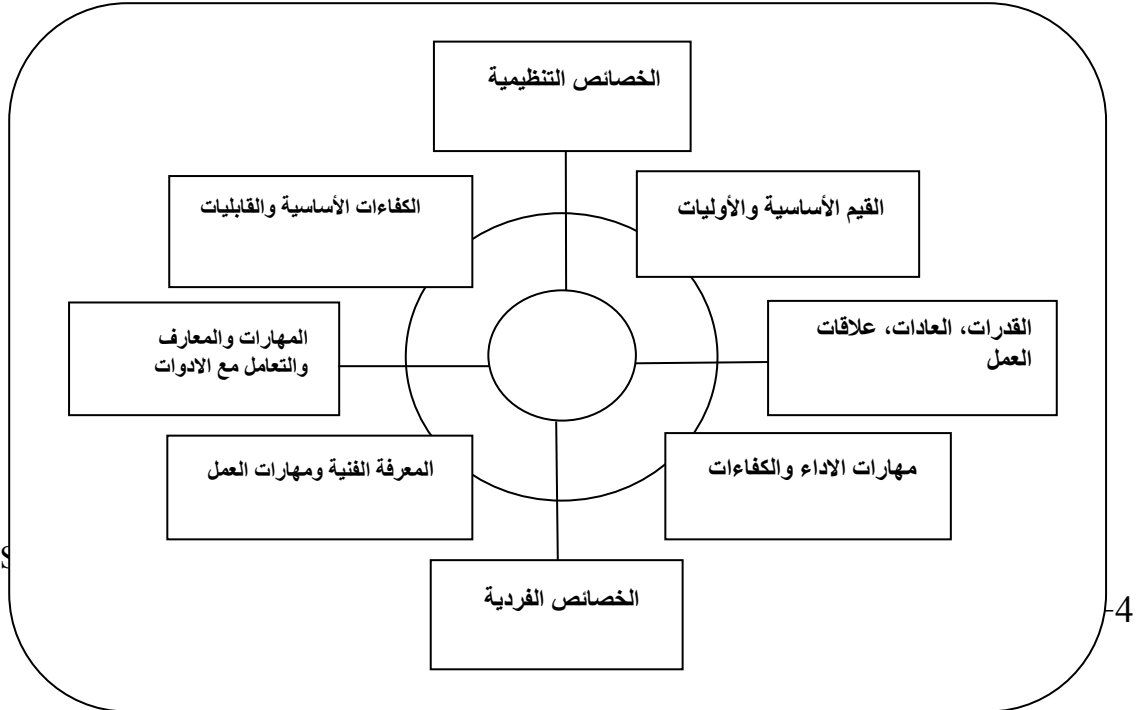 الخصائص التنظيمية
القيم الأساسية والأوليات
الكفاءات الأساسية والقابليات
القدرات، العادات، علاقات
العمل
المهارات والمعارف
والتعامل مع الادوات
مهارات الاداء والكفاءات
المعرفة الفنية ومهارات العمل
الخصائص الفردية
-4